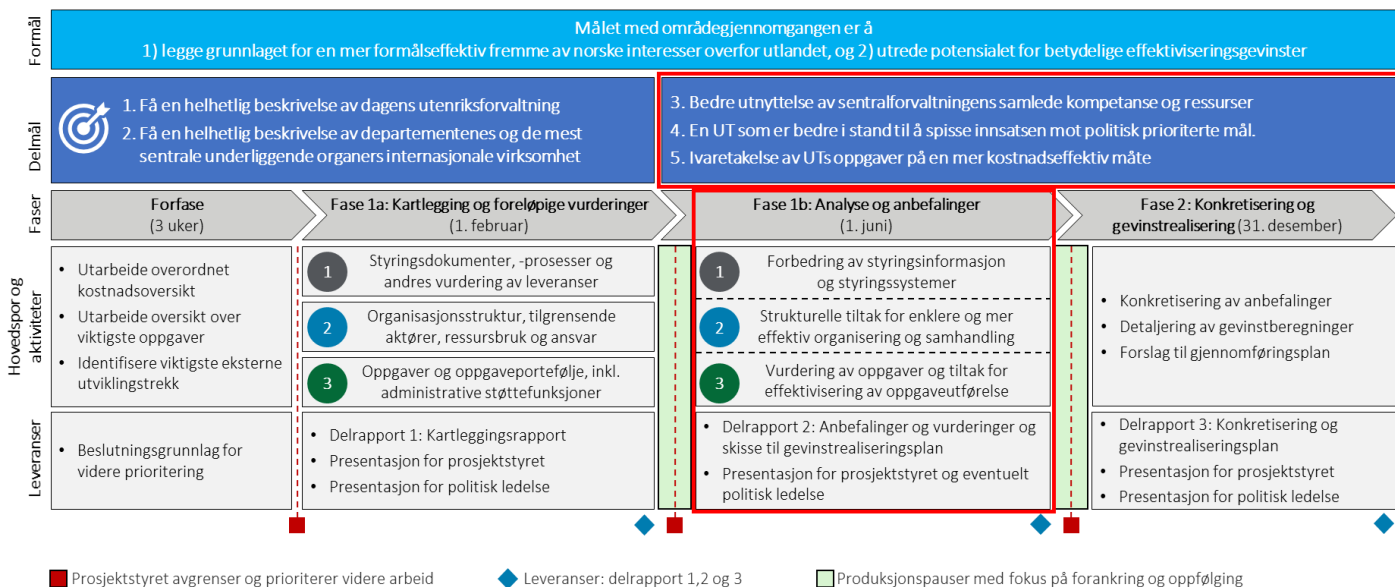 Formål
Målet med områdegjennomgangen er å
1) legge grunnlaget for en mer formålseffektiv fremme av norske interesser overfor utlandet, og 2) utrede potensialet for betydelige effektiviseringsgevinster
Delmål
1. Få en helhetlig beskrivelse av dagens utenriksforvaltning
2. Få en helhetlig beskrivelse av departementenes og de mest
sentrale underliggende organers internasjonale virksomhet
3. Bedre utnyttelse av sentralforvaltningens samlede kompetanse og ressurser
4. En UT som er bedre i stand til å spisse innsatsen mot politisk prioriterte mål.
5. Ivaretakelse av UTs oppgaver på en mer kostnadseffektiv måte
Faser
Forfase
(3 uker)
Fase 1a: Kartlegging og foreløpige vurderinger
(1. februar)
Fase 1b: Analyse og anbefalinger
(1. juni)
Fase 2: Konkretisering og
gevinstrealisering (31. desember)
Hovedspor og
aktiviteter
• Utarbeide overordnet
kostnadsoversikt
• Utarbeide oversikt over
viktigste oppgaver
• Identifisere viktigste eksterne
utviklingstrekk
1
Styringsdokumenter, -prosesser og
andres vurdering av leveranser
2
Organisasjonsstruktur, tilgrensende
aktører, ressursbruk og ansvar
3
Oppgaver og oppgaveportefølje, inkl.
administrative støttefunksjoner
1
Forbedring av styringsinformasjon
og styringssystemer
2
Strukturelle tiltak for enklere og mer
effektiv organisering og samhandling
3
Vurdering av oppgaver og tiltak for
effektivisering av oppgaveutførelse
• Konkretisering av anbefalinger
• Detaljering av gevinstberegninger
• Forslag til gjennomføringsplan
Leveranser
• Beslutningsgrunnlag for
videre prioritering
• Delrapport 1: Kartleggingsrapport
• Presentasjon for prosjektstyret
• Presentasjon for politisk ledelse
• Delrapport 2: Anbefalinger og vurderinger og
skisse til gevinstrealiseringsplan
• Presentasjon for prosjektstyret og eventuelt
politisk ledelse
• Delrapport 3: Konkretisering og
gevinstrealiseringsplan
• Presentasjon for prosjektstyret
• Presentasjon for politisk ledelse
Prosjektstyret avgrenser og prioriterer videre arbeid
Leveranser: delrapport 1,2 og 3
Produksjonspauser med fokus på forankring og oppfølging